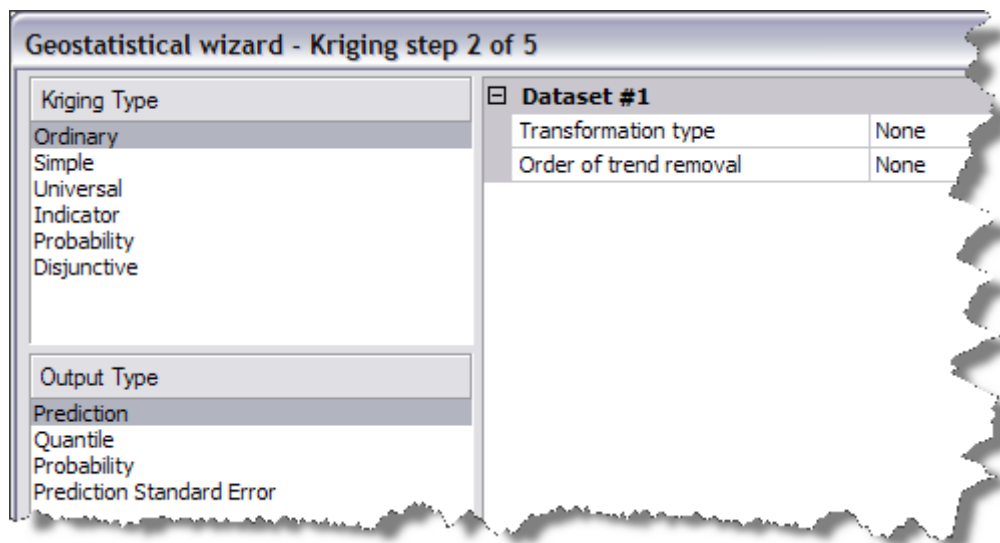 Geostatistical wizard - Kriging step 2 of 5
Kriging Type
Ordinary
Simple
Universal
Indicator
Probability
Disjunctive
Output Type
Prediction
Quantile
Probability
Prediction Standard Error
Dataset #1
Transformation type None
Order of trend removal None